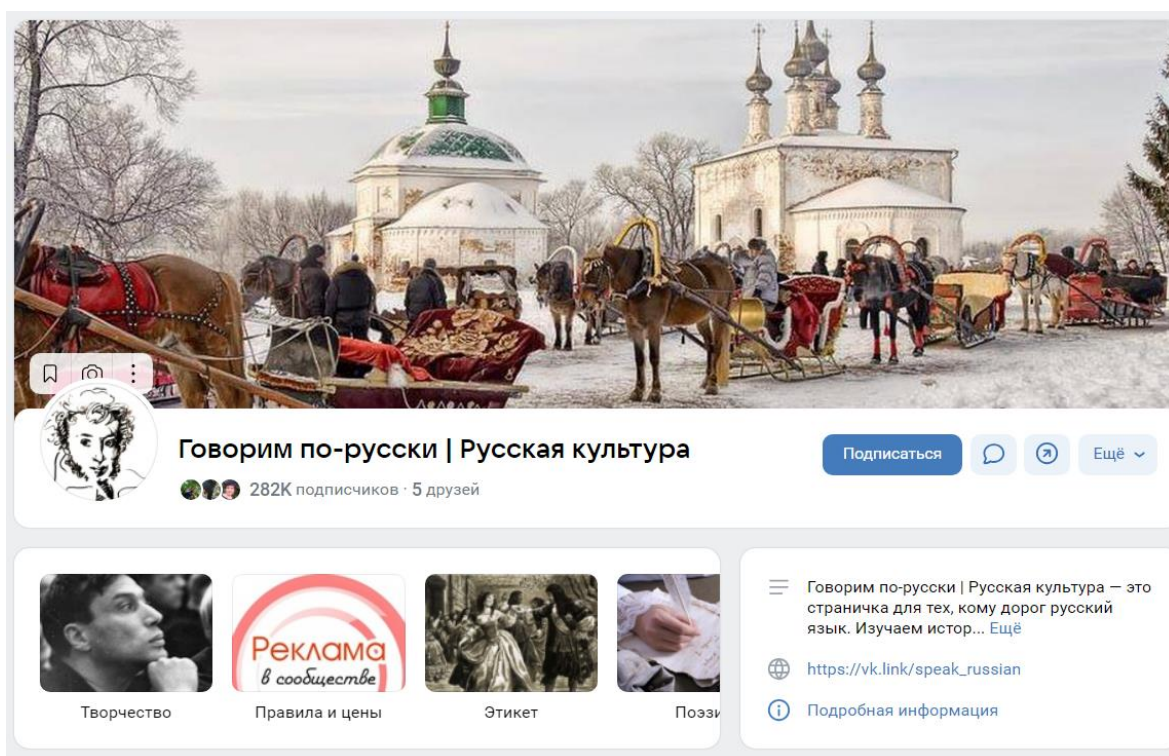 Говорим по-русски | Русская культура
282K подписчиков · 5 друзей
Подписаться
Ещё
Реклама
в сообществе
Творчество
Правила и цены
Этикет
Поэзи
Говорим по-русски | Русская культура — это
страничка для тех, кому дорог русский
язык. Изучаем истор... Ещё
https://vk.link/speak_russian
Подробная информация